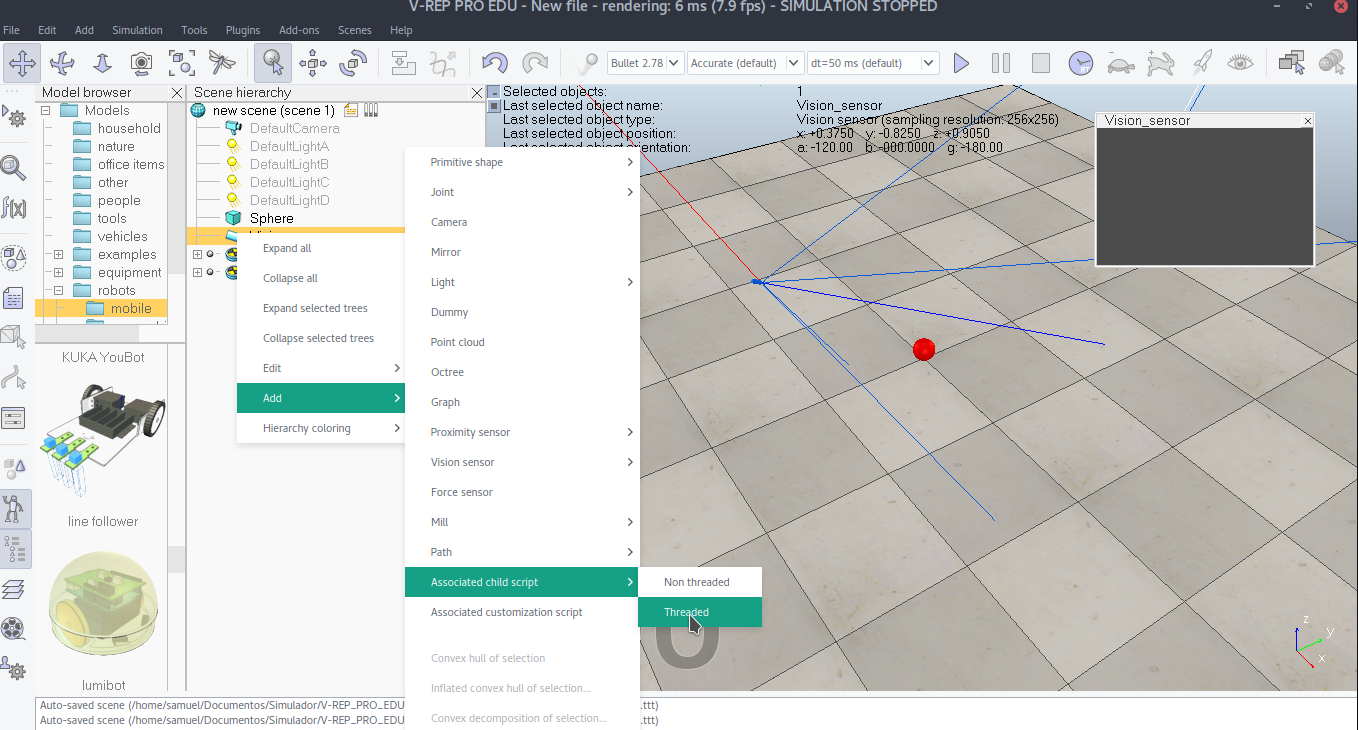 V-REP PRO EDU - New file - rendering: 6 ms (7.9 fps) - SIMULATION STOPPED
File Edit Add Simulation Tools Plugins Add-ons Scenes Help
Bullet 2.78 Accurate (default) dt=50 ms (default)
Model browser
Models
household
nature
office items
other
people
tools
vehicles
examples
equipment
robots
mobile
KUKA YouBot
line follower
lumibot
f(x)
Scene hierarchy
new scene (scene 1)
DefaultCamera
DefaultLightA
DefaultLightB
DefaultLightC
DefaultLightD
Sphere
Expand all
Collapse all
Expand selected trees
Collapse selected trees
Edit
Add
Hierarchy coloring
Primitive shape
Joint
Camera
Mirror
Light
Dummy
Point cloud
Octree
Graph
Proximity sensor
Vision sensor
Force sensor
Mill
Path
Associated child script
Associated customization script
Convex hull of selection
Inflated convex hull of selection...
Convex decomposition of selection...
Non threaded
Threaded
Selected objects: 1
Last selected object name: Vision_sensor
Last selected object type: Vision sensor (sampling resolution: 256x256)
Last selected object position: x: +0.3750 y: -0.8250 z: +0.9050
Last selected object orientation: a: -120.00 b: -000.0000 g: -180.00
Vision_sensor
z
y
x
Auto-saved scene (/home/samuel/Documentos/Simulador/V-REP_PRO_EDU .ttt)
Auto-saved scene (/home/samuel/Documentos/Simulador/V-REP_PRO_EDU .ttt)